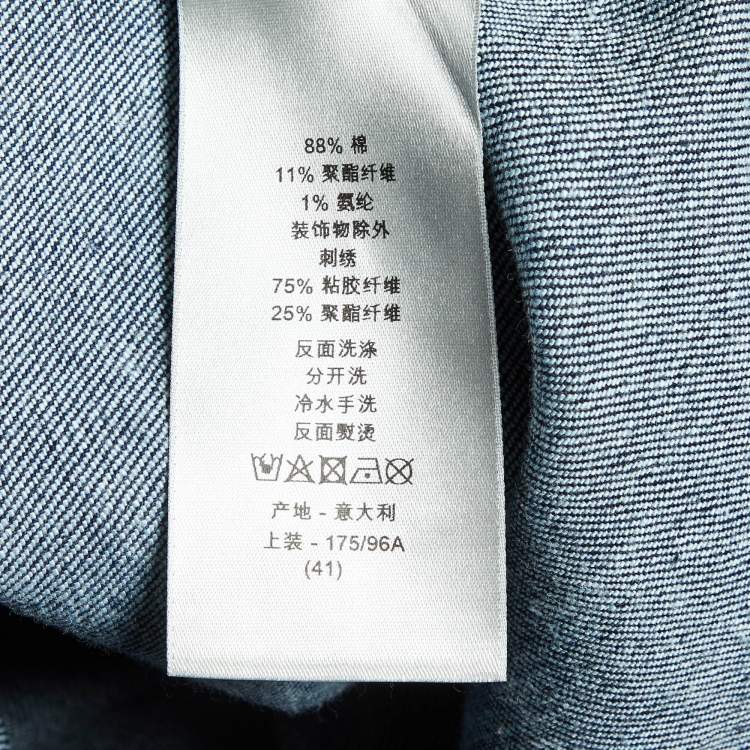 88% 棉
11% 聚酯纤维
1% 氨纶
装饰物除外
刺绣
75% 粘胶纤维
25% 聚酯纤维
反面洗涤
分开洗
冷水手洗
反面熨烫
产地 - 意大利
上装 - 175/96A
(41)